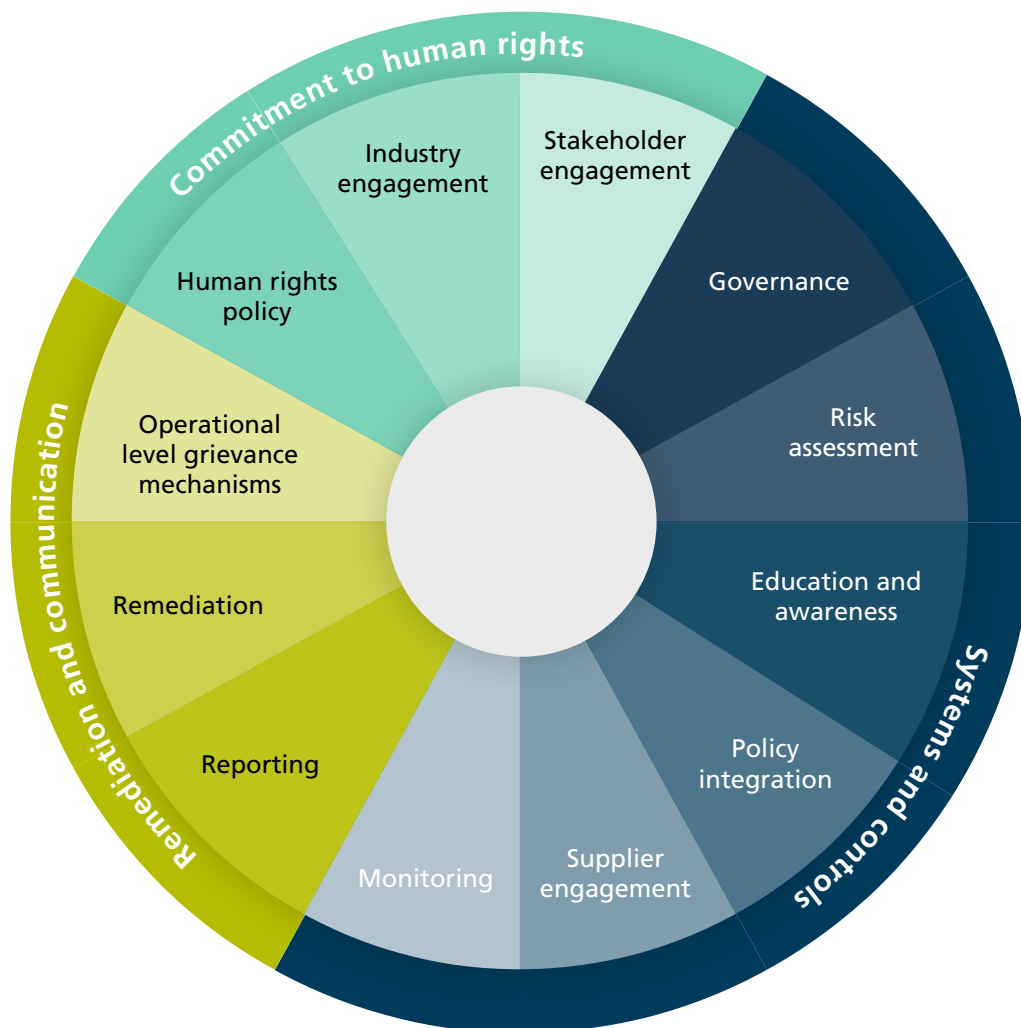 Commitment to human rights
Industry
engagement
Stakeholder
engagement
Human rights
policy
Governance
Operational
level grievance
mechanisms
Risk
assessment
Remediation and communication
Remediation
Education and
awareness
Systems and controls
Reporting
Policy
integration
Monitoring
Supplier
engagement